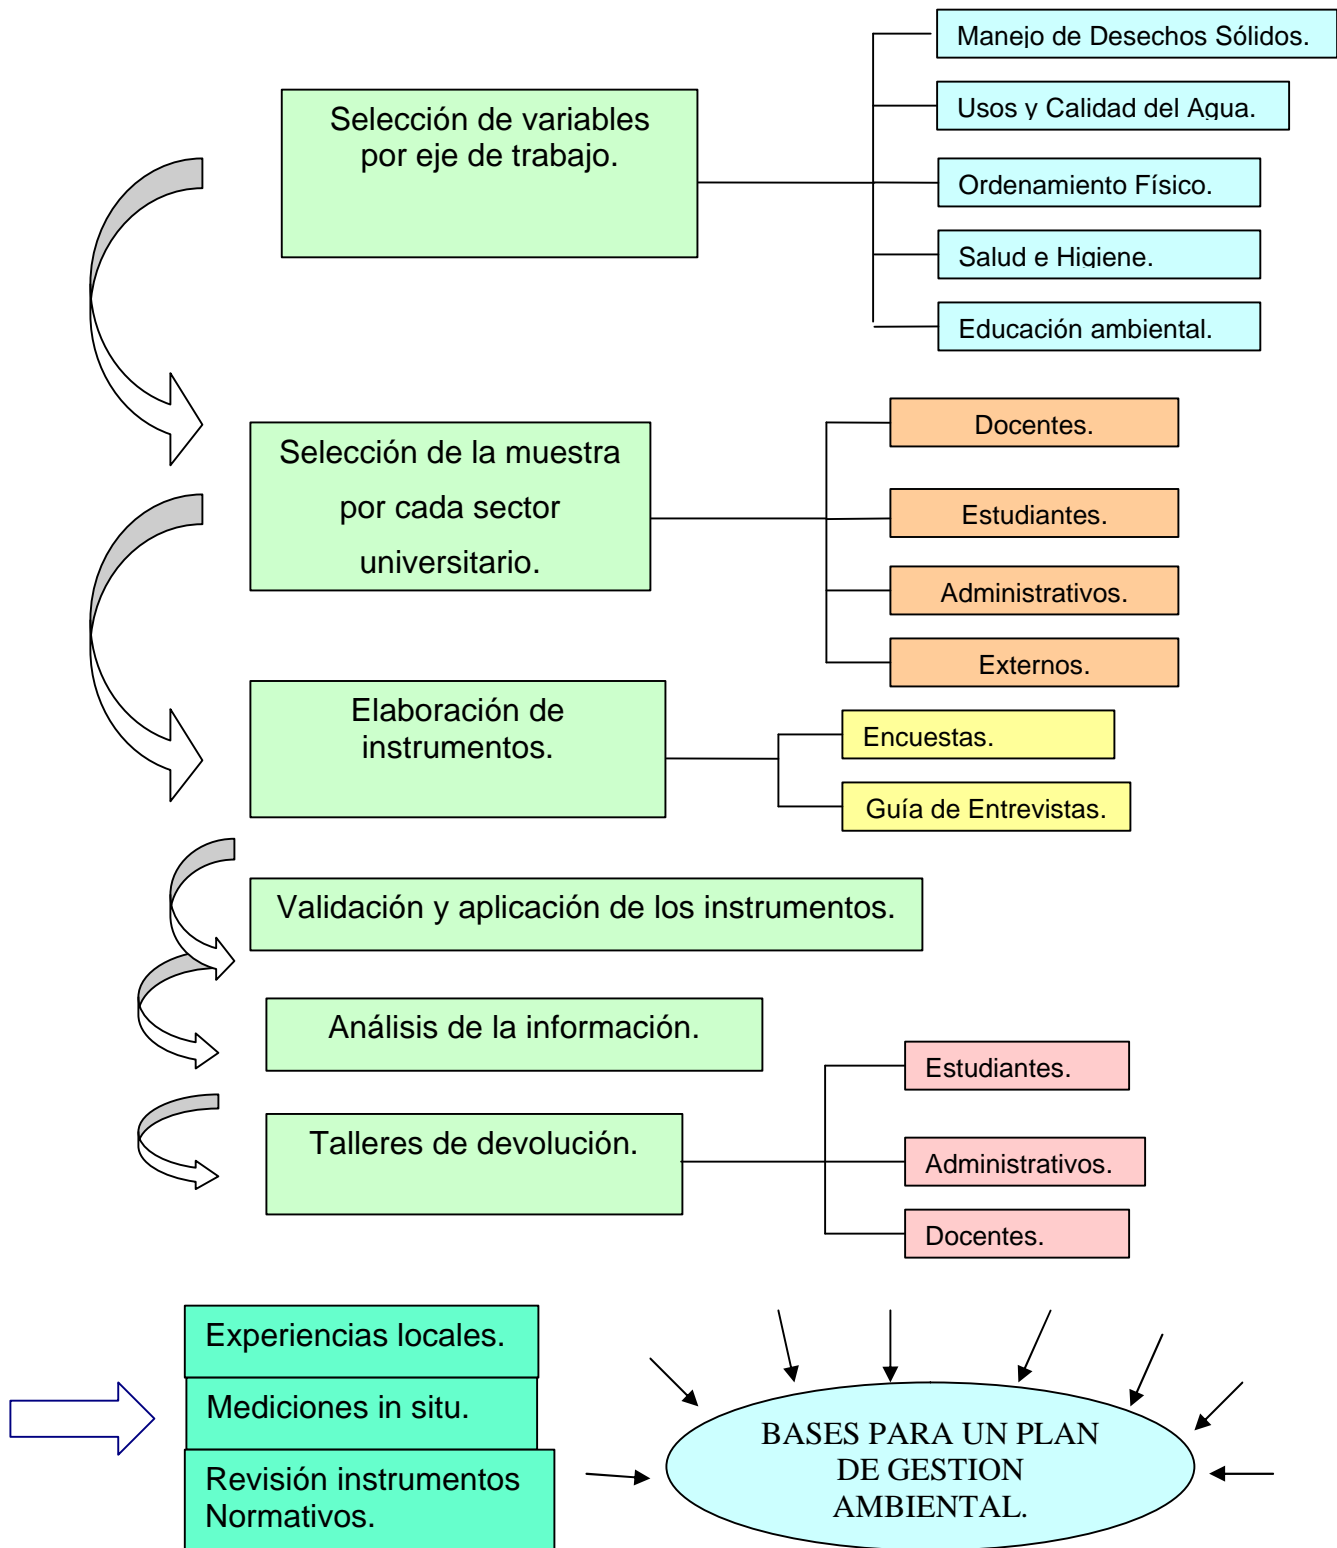 Selección de variables
por eje de trabajo.
Manejo de Desechos Sólidos.
Usos y Calidad del Agua.
Ordenamiento Físico.
Salud e Higiene.
Educación ambiental.
Selección de la muestra
por cada sector
universitario.
Docentes.
Estudiantes.
Administrativos.
Externos.
Elaboración de
instrumentos.
Encuestas.
Guía de Entrevistas.
Validación y aplicación de los instrumentos.
Análisis de la información.
Talleres de devolución.
Estudiantes.
Administrativos.
Docentes.
Experiencias locales.
Mediciones in situ.
Revisión instrumentos
Normativos.
BASES PARA UN PLAN
DE GESTION
AMBIENTAL.